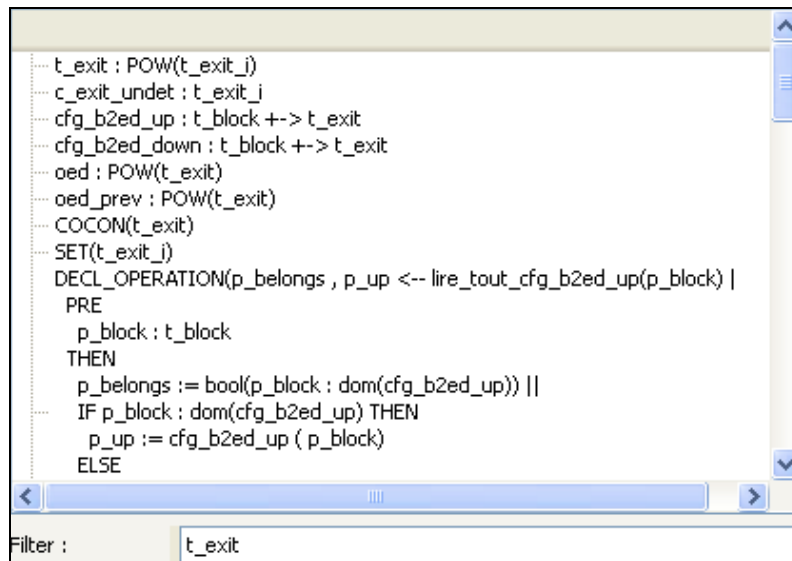 t_exit : POW(t_exit_i)
c_exit_undet : t_exit_i
cfg_b2ed_up : t_block +-> t_exit
cfg_b2ed_down : t_block +-> t_exit
oed : POW(t_exit)
oed_prev : POW(t_exit)
COCON(t_exit)
SET(t_exit_i)
DECL_OPERATION(p_belongs , p_up <-- lire_tout_cfg_b2ed_up(p_block) |
PRE
p_block : t_block
THEN
p_belongs := bool(p_block : dom(cfg_b2ed_up)) ||
IF p_block : dom(cfg_b2ed_up) THEN
p_up := cfg_b2ed_up ( p_block)
ELSE
Filter : t_exit